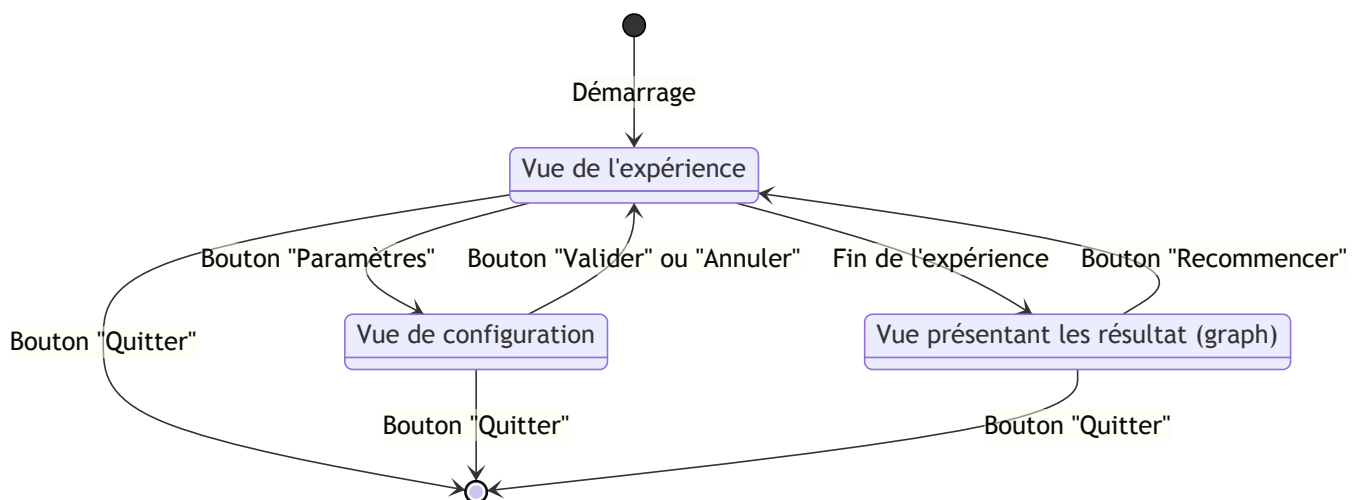 Démarrage
Vue de l'expérience
Bouton "Paramètres"
Bouton "Valider" ou "Annuler"
Fin de l'expérience
Bouton "Recommencer"
Bouton "Quitter"
Vue de configuration
Vue présentant les résultat (graph)
Bouton "Quitter"
Bouton "Quitter"